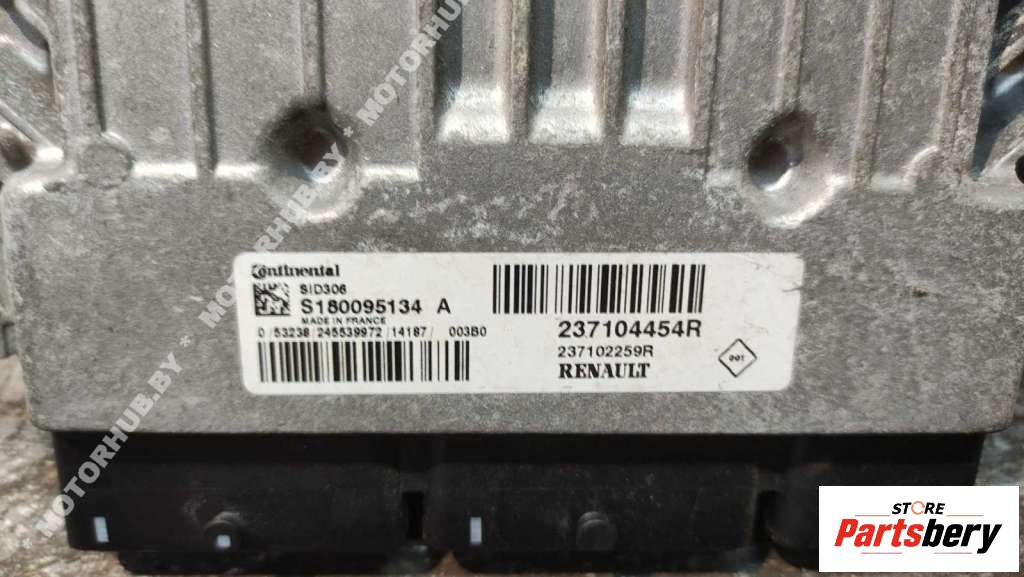 Continental
SID306
S180095134 A
MADE IN FRANCE
0/53238/245539972/14187/ 003B0
237104454R
237102259R
RENAULT
001
* MOTORHUB.BY * MOTORHUB.BY * MOTORHUB.BY
STORE
Partsbery